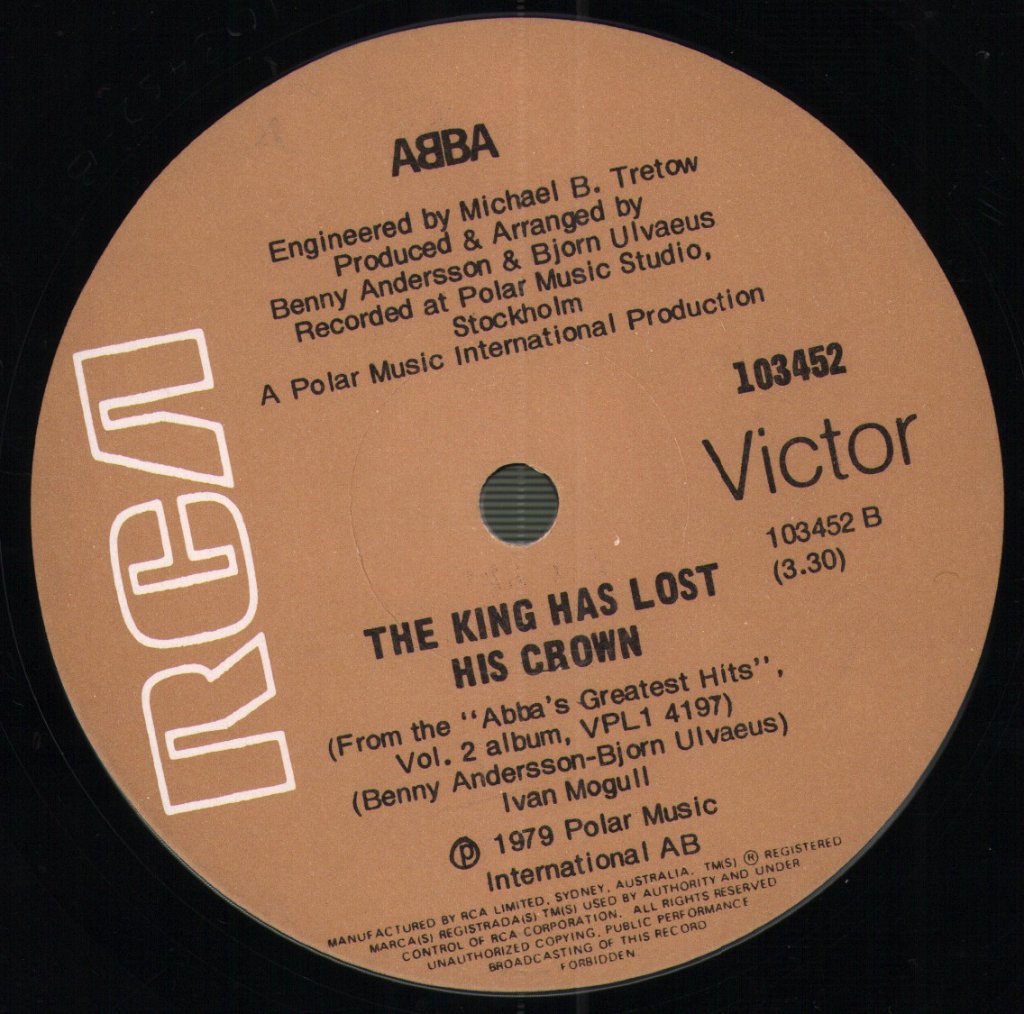 ABBA
Engineered by Michael B. Tretow
Produced & Arranged by
Benny Andersson & Bjorn Ulvaeus
Recorded at Polar Music Studio,
Stockholm
A Polar Music International Production
RCA
103452
Victor
103452 B
(3.30)
THE KING HAS LOST
HIS CROWN
(From the "Abba's Greatest Hits",
Vol. 2 album, VPL1 4197)
(Benny Andersson-Bjorn Ulvaeus)
Ivan Mogull
Ⓟ 1979 Polar Music
International AB
MANUFACTURED BY RCA LIMITED, SYDNEY, AUSTRALIA. TM(S) ® REGISTERED
MARCA(S) REGISTRADA(S) TM(S) USED BY AUTHORITY AND UNDER
CONTROL OF RCA CORPORATION. ALL RIGHTS RESERVED
UNAUTHORIZED COPYING, PUBLIC PERFORMANCE
BROADCASTING OF THIS RECORD
FORBIDDEN